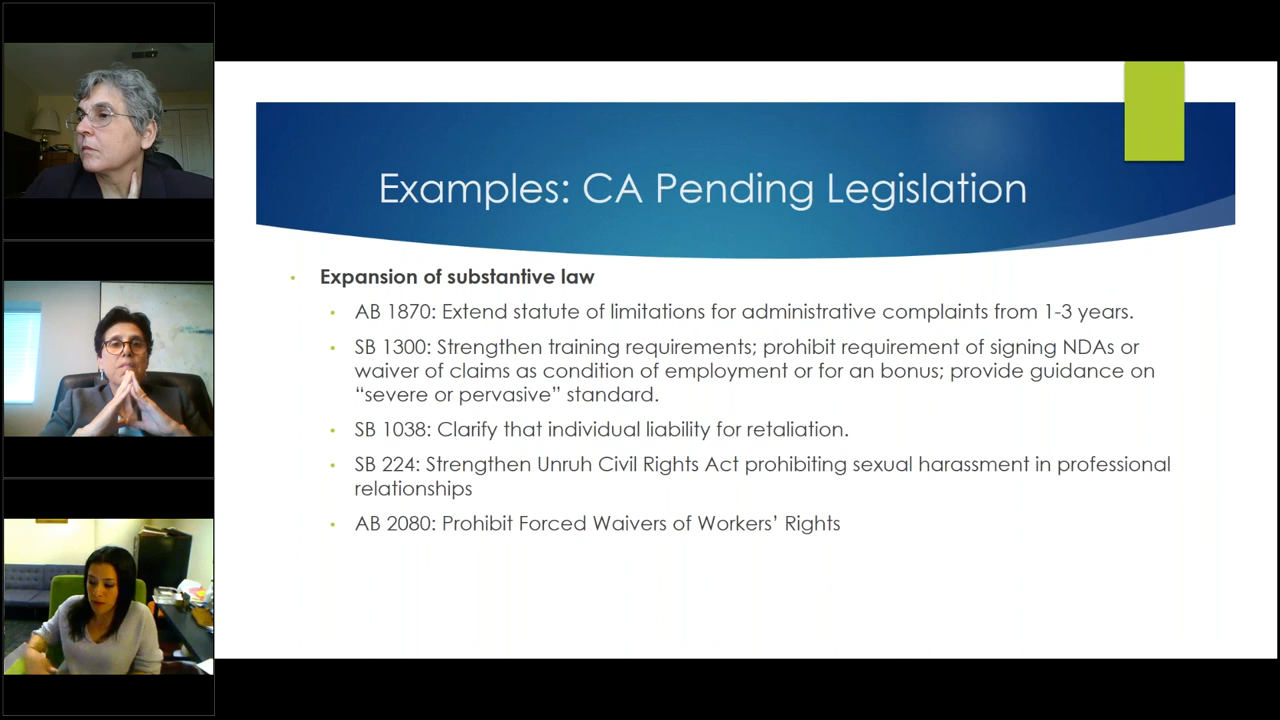 Examples: CA Pending Legislation
• Expansion of substantive law
• AB 1870: Extend statute of limitations for administrative complaints from 1-3 years.
• SB 1300: Strengthen training requirements; prohibit requirement of signing NDAs or
waiver of claims as condition of employment or for an bonus; provide guidance on
“severe or pervasive” standard.
• SB 1038: Clarify that individual liability for retaliation.
• SB 224: Strengthen Unruh Civil Rights Act prohibiting sexual harassment in professional
relationships
• AB 2080: Prohibit Forced Waivers of Workers’ Rights